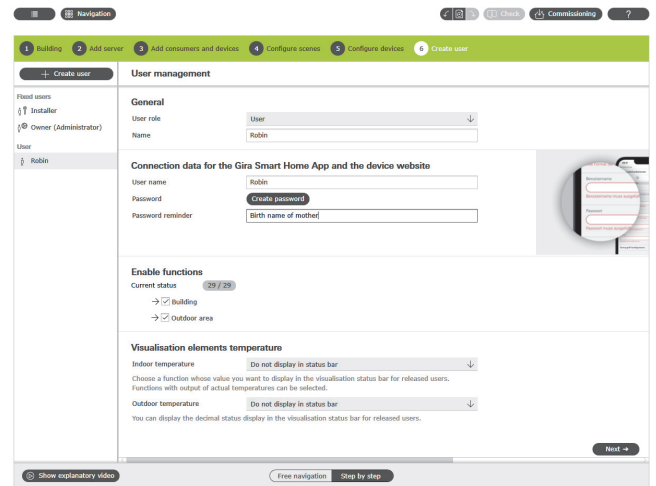 Navigation
Check
Commissioning
?
1 Building 2 Add server 3 Add consumers and devices 4 Configure scenes 5 Configure devices 6 Create user
+ Create user
User management
Fixed users
Installer
Owner (Administrator)
User
Robin
General
User role User
Name Robin
Connection data for the Gira Smart Home App and the device website
User name Robin
Password Create password
Password reminder Birth name of mother
Benutzername
Passwort
Enable functions
Current status 29 / 29
Building
Outdoor area
Visualisation elements temperature
Indoor temperature Do not display in status bar
Choose a function whose value you want to display in the visualisation status bar for released users.
Functions with output of actual temperatures can be selected.
Outdoor temperature Do not display in status bar
You can display the decimal status display in the visualisation status bar for released users.
Next →
Show explanatory video
Free navigation Step by step